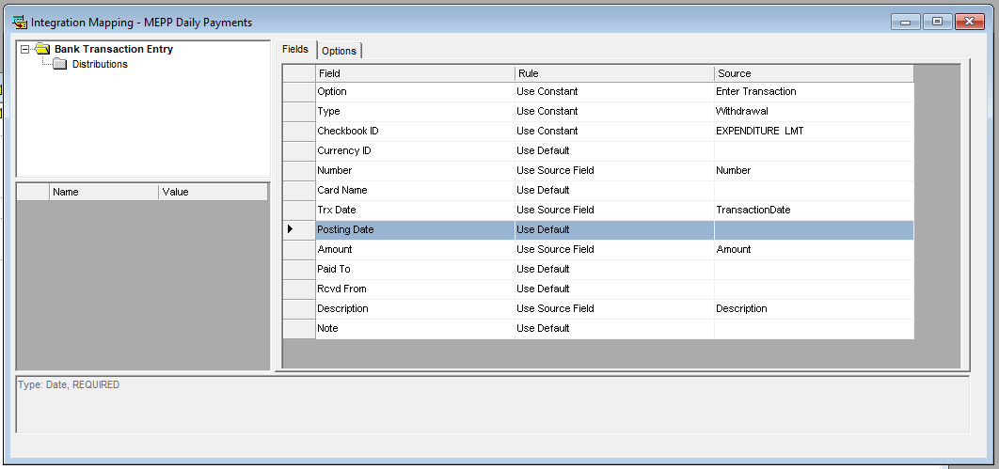 Integration Mapping - MEPP Daily Payments
Bank Transaction Entry
Distributions
Name Value
Fields Options
Field Rule Source
Option Use Constant Enter Transaction
Type Use Constant Withdrawal
Checkbook ID Use Constant EXPENDITURE LMT
Currency ID Use Default
Number Use Source Field Number
Card Name Use Default
Trx Date Use Source Field TransactionDate
Posting Date Use Default
Amount Use Source Field Amount
Paid To Use Default
Rcvd From Use Default
Description Use Source Field Description
Note Use Default
Type: Date, REQUIRED